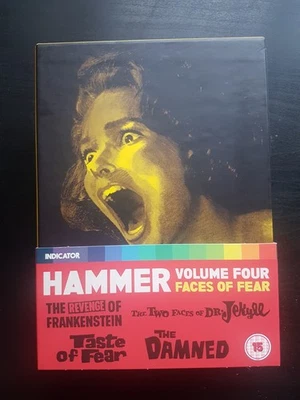 INDICATOR
HAMMER VOLUME FOUR
FACES OF FEAR
THE REVENGE OF
FRANKENSTEIN
THE TWO FACES OF DR. Jekyll
Taste
of Fear
THE
DAMNED
15